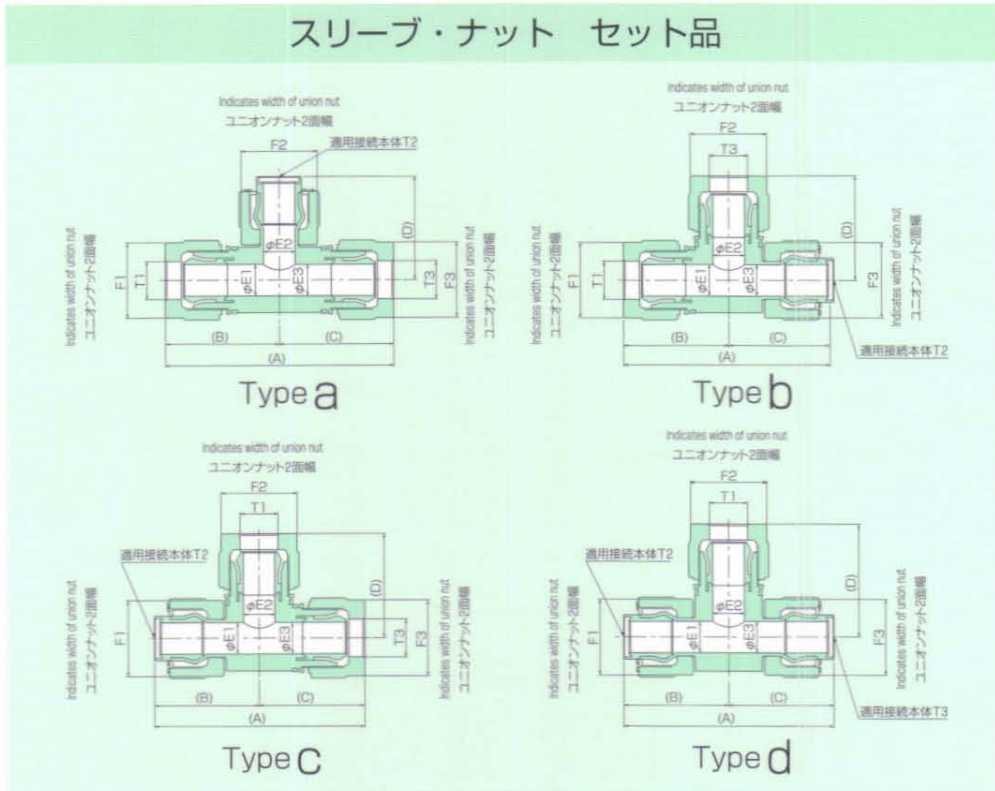 スリーブ・ナット セット品
Indicates width of union nut
ユニオンナット2面幅
F2
適用接続本体T2
(D)
φE2
Indicates width of union nut
ユニオンナット2面幅
F1
T1
φE1
φE3
T3
F3
Indicates width of union nut
ユニオンナット2面幅
(B)
(C)
(A)
Type a
Indicates width of union nut
ユニオンナット2面幅
F2
T3
(D)
φE2
Indicates width of union nut
ユニオンナット2面幅
F1
T1
φE1
φE3
F3
Indicates width of union nut
ユニオンナット2面幅
(B)
(C)
適用接続本体T2
(A)
Type b
Indicates width of union nut
ユニオンナット2面幅
F2
T1
適用接続本体T2
(D)
φE2
Indicates width of union nut
ユニオンナット2面幅
F1
φE1
φE3
T3
F3
Indicates width of union nut
ユニオンナット2面幅
(B)
(C)
(A)
Type c
Indicates width of union nut
ユニオンナット2面幅
F2
T1
適用接続本体T2
(D)
φE2
Indicates width of union nut
ユニオンナット2面幅
F1
φE1
φE3
F3
Indicates width of union nut
ユニオンナット2面幅
(B)
(C)
適用接続本体T3
(A)
Type d